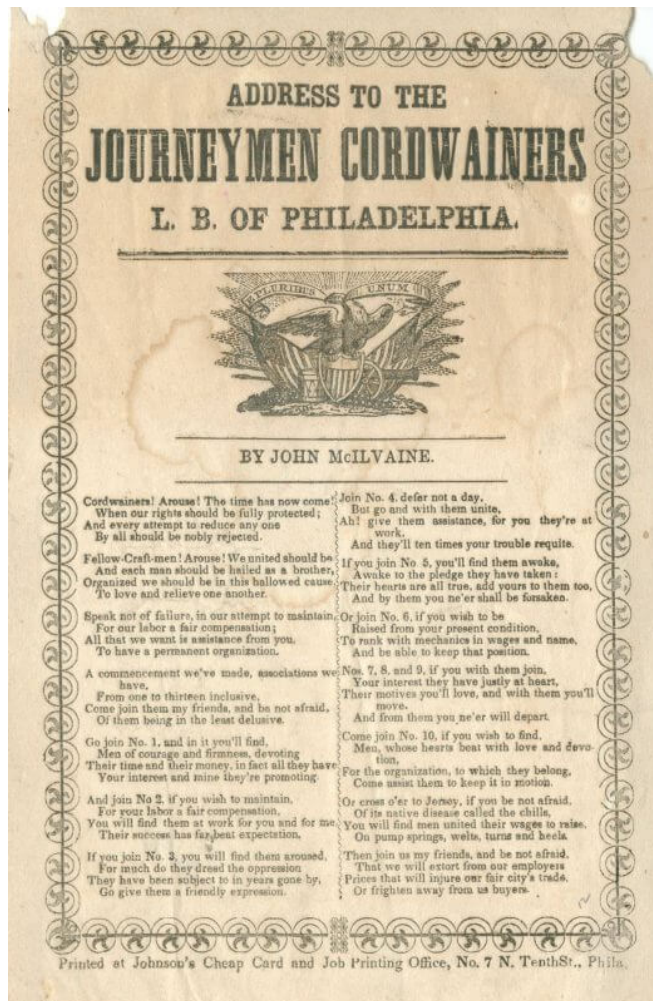 ADDRESS TO THE
JOURNEYMEN CORDWAINERS
L. B. OF PHILADELPHIA.
E PLURIBUS UNUM
BY JOHN McILVAINE.
Cordwainers! Arouse! The time has now come!
When our rights should be fully protected;
And every attempt to reduce any one
By all should be nobly rejected.
Fellow-Craft-men! Arouse! We united should be
And each man should be hailed as a brother,
Organized we should be in this hallowed cause,
To love and relieve one another.
Speak not of failure, in our attempt to maintain,
For our labor a fair compensation;
All that we want is assistance from you,
To have a permanent organization.
A commencement we've made, associations we
have,
From one to thirteen inclusive,
Come join them my friends, and be not afraid,
Of them being in the least delusive.
Go join No. 1, and in it you'll find,
Men of courage and firmness, devoting
Their time and their money, in fact all they have
Your interest and mine they're promoting.
And join No 2, if you wish to maintain,
For your labor a fair compensation,
You will find them at work for you and for me,
Their success has far beat expectation.
If you join No. 3, you will find them aroused,
For much do they dread the oppression
They have been subject to in years gone by,
Go give them a friendly expression.
Join No. 4, defer not a day,
But go and with them unite,
Ah! give them assistance, for you they're at
work,
And they'll ten times your trouble requite.
If you join No 5, you'll find them awake,
Awake to the pledge they have taken:
Their hearts are all true, add yours to them too,
And by them you ne'er shall be forsaken.
Or join No. 6, if you wish to be
Raised from your present condition,
To rank with mechanics in wages and name,
And be able to keep that position.
Nos. 7, 8, and 9, if you with them join,
Your interest they have justly at heart,
Their motives you'll love, and with them you'll
move.
And from them you ne'er will depart.
Come join No. 10, if you wish to find,
Men, whose hearts beat with love and devo-
tion,
For the organization, to which they belong,
Come assist them to keep it in motion.
Or cross o'er to Jersey, if you be not afraid,
Of its native disease called the chills,
You will find men united their wages to raise,
On pump springs, welts, turns and heels.
Then join us my friends, and be not afraid,
That we will extort from our employers
Prices that will injure our fair city's trade,
Or frighten away from us buyers.
Printed at Johnson's Cheap Card and Job Printing Office, No. 7 N. Tenth St., Phila.